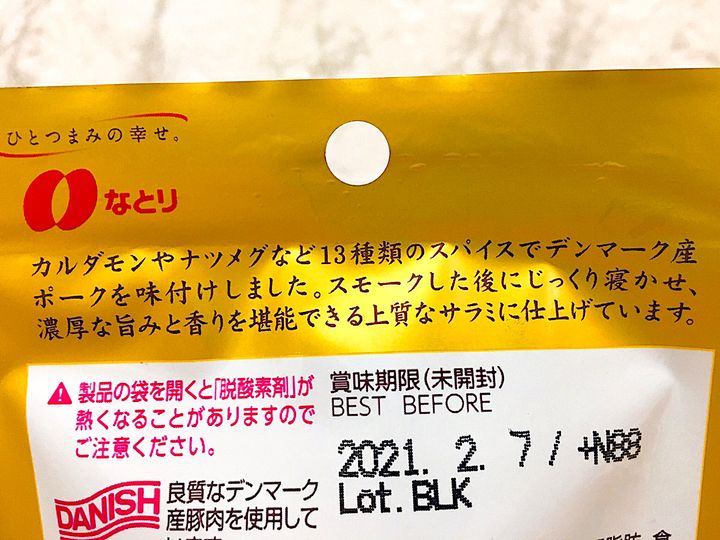 ひとつまみの幸せ。
なとり
カルダモンやナツメグなど13種類のスパイスでデンマーク産
ポークを味付けしました。スモークした後にじっくり寝かせ、
濃厚な旨みと香りを堪能できる上質なサラミに仕上げています。
製品の袋を開くと「脱酸素剤」が
熱くなることがありますので
ご注意ください。
賞味期限(未開封)
BEST BEFORE
2021. 2. 7 / +N88
Lot. BLK
DANISH
良質なデンマーク
産豚肉を使用して